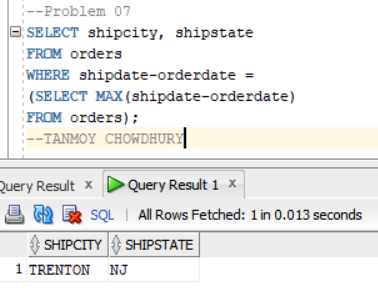 --Problem 07
SELECT shipcity, shipstate
FROM orders
WHERE shipdate-orderdate =
(SELECT MAX(shipdate-orderdate)
FROM orders);
--TANMOY CHOWDHURY
Query Result x Query Result 1 x
SQL | All Rows Fetched: 1 in 0.013 seconds
SHIPCITY SHIPSTATE
1 TRENTON NJ